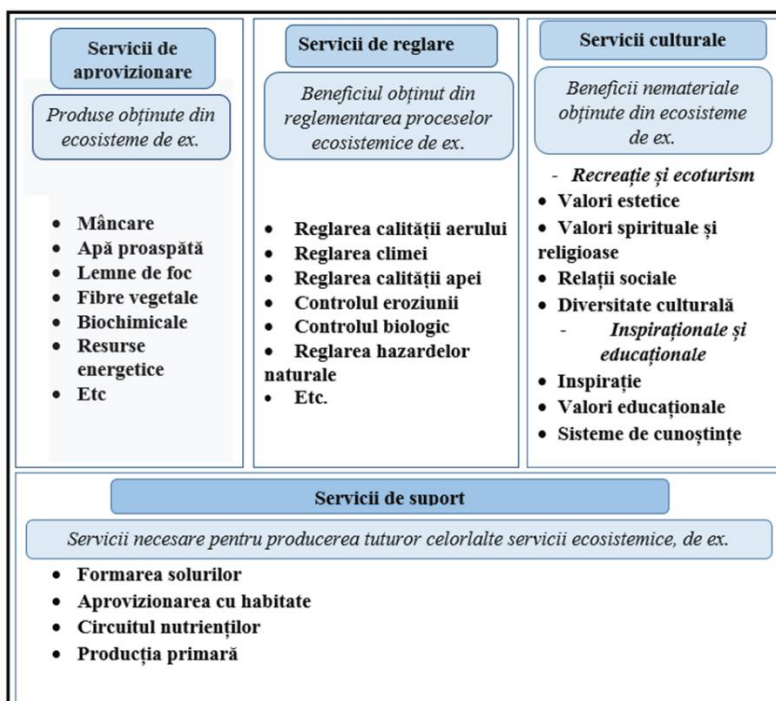 Servicii de
aprovizionare
Produse obținute din
ecosisteme de ex.
Mâncare
Apă proaspătă
Lemne de foc
Fibre vegetale
Biochimicale
Resurse
energetice
Etc
Servicii de reglare
Beneficiul obținut din
reglementarea proceselor
ecosistemice de ex.
Reglarea calității aerului
Reglarea climei
Reglarea calității apei
Controlul eroziunii
Controlul biologic
Reglarea hazardelor
naturale
Etc.
Servicii culturale
Beneficii nemateriale
obținute din ecosisteme
de ex.
- Recreație și ecoturism
Valori estetice
Valori spirituale și
religioase
Relații sociale
Diversitate culturală
- Inspiraționale și
educaționale
Inspirație
Valori educaționale
Sisteme de cunoștințe
Servicii de suport
Servicii necesare pentru producerea tuturor celorlalte servicii ecosistemice, de ex.
Formarea solurilor
Aprovizionarea cu habitate
Circuitul nutrienților
Producția primară